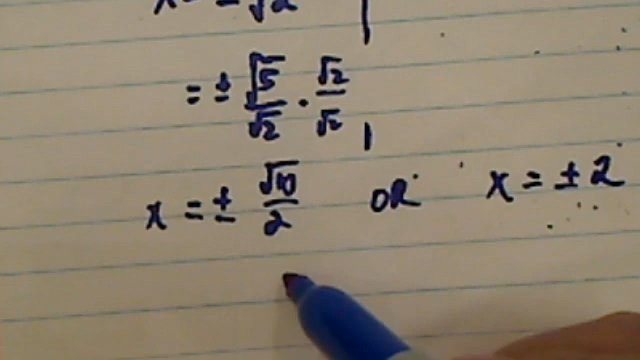 = ± √5/√2 · √2/√2
x = ± √10/2 OR x = ± 2